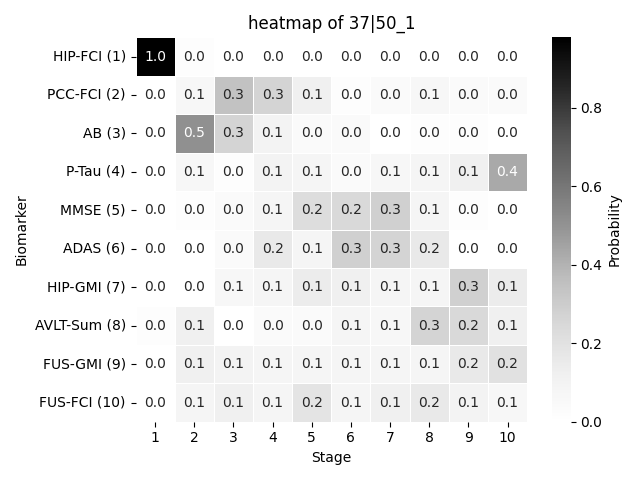 heatmap of 37|50_1
HIP-FCI (1) 1.0 0.0 0.0 0.0 0.0 0.0 0.0 0.0 0.0 0.0
PCC-FCI (2) 0.0 0.1 0.3 0.3 0.1 0.0 0.0 0.1 0.0 0.0
AB (3) 0.0 0.5 0.3 0.1 0.0 0.0 0.0 0.0 0.0 0.0
P-Tau (4) 0.0 0.1 0.0 0.1 0.1 0.0 0.1 0.1 0.1 0.4
MMSE (5) 0.0 0.0 0.0 0.1 0.2 0.2 0.3 0.1 0.0 0.0
ADAS (6) 0.0 0.0 0.0 0.2 0.1 0.3 0.3 0.2 0.0 0.0
HIP-GMI (7) 0.0 0.0 0.1 0.1 0.1 0.1 0.1 0.1 0.3 0.1
AVLT-Sum (8) 0.0 0.1 0.0 0.0 0.0 0.1 0.1 0.3 0.2 0.1
FUS-GMI (9) 0.0 0.1 0.1 0.1 0.1 0.1 0.1 0.1 0.2 0.2
FUS-FCI (10) 0.0 0.1 0.1 0.1 0.2 0.1 0.1 0.2 0.1 0.1
1 2 3 4 5 6 7 8 9 10
Stage
Biomarker
0.8
0.6
0.4
0.2
0.0
Probability